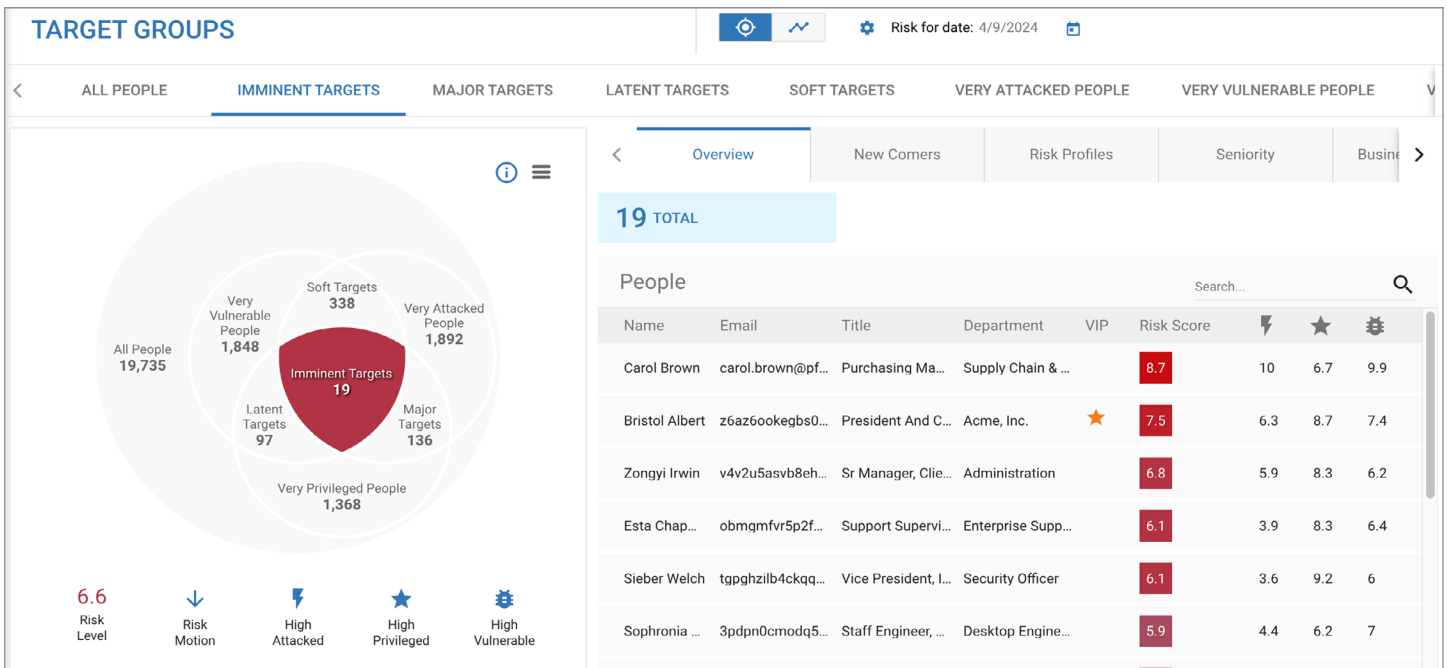 TARGET GROUPS
Risk for date: 4/9/2024
ALL PEOPLE
IMMINENT TARGETS
MAJOR TARGETS
LATENT TARGETS
SOFT TARGETS
VERY ATTACKED PEOPLE
VERY VULNERABLE PEOPLE
V
Soft Targets
338
Very
Vulnerable
People
1,848
Very Attacked
People
1,892
All People
19,735
Imminent Targets
19
Latent
Targets
97
Major
Targets
136
Very Privileged People
1,368
6.6
Risk
Level
Risk
Motion
High
Attacked
High
Privileged
High
Vulnerable
Overview
New Comers
Risk Profiles
Seniority
Busine
19 TOTAL
People
Search...
Name Email Title Department VIP Risk Score
Carol Brown carol.brown@pf... Purchasing Ma... Supply Chain & ... 8.7 10 6.7 9.9
Bristol Albert z6az6ookegbs0... President And C... Acme, Inc. 7.5 6.3 8.7 7.4
Zongyi Irwin v4v2u5asvb8eh... Sr Manager, Clie... Administration 6.8 5.9 8.3 6.2
Esta Chap... obmgmfvr5p2f... Support Supervi... Enterprise Supp... 6.1 3.9 8.3 6.4
Sieber Welch tgpghzilb4ckqq... Vice President, I... Security Officer 6.1 3.6 9.2 6
Sophronia ... 3pdpn0cmodq5... Staff Engineer, ... Desktop Engine... 5.9 4.4 6.2 7